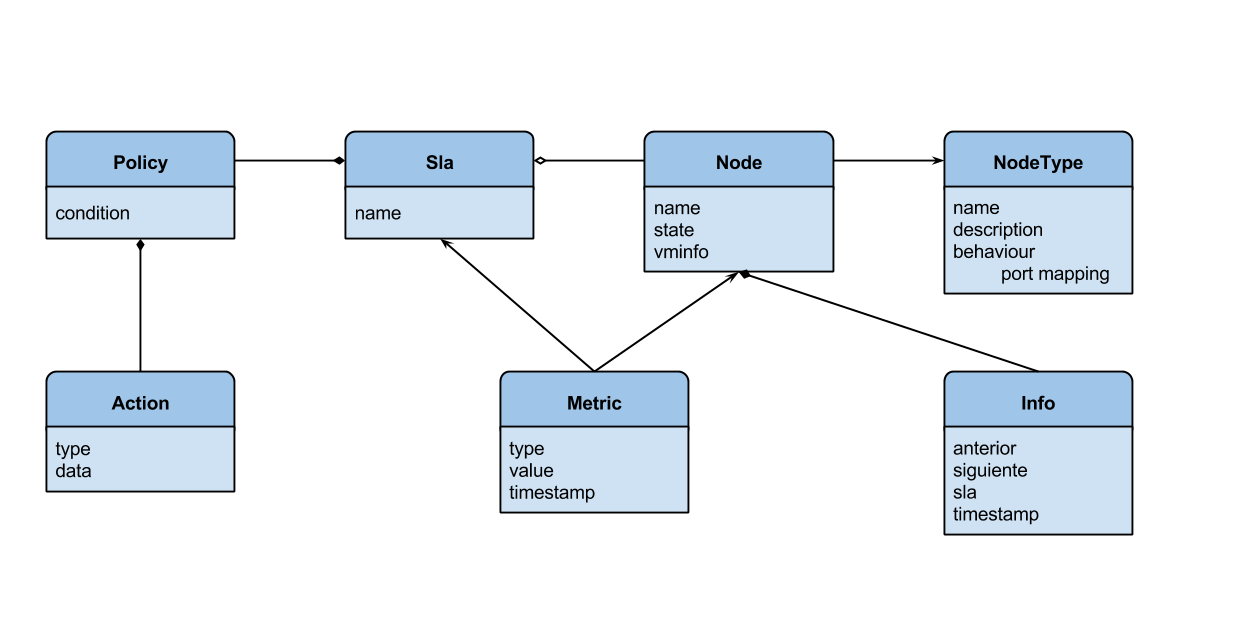 Policy
condition
Sla
name
Node
name
state
vminfo
NodeType
name
description
behaviour
port mapping
Action
type
data
Metric
type
value
timestamp
Info
anterior
siguiente
sla
timestamp